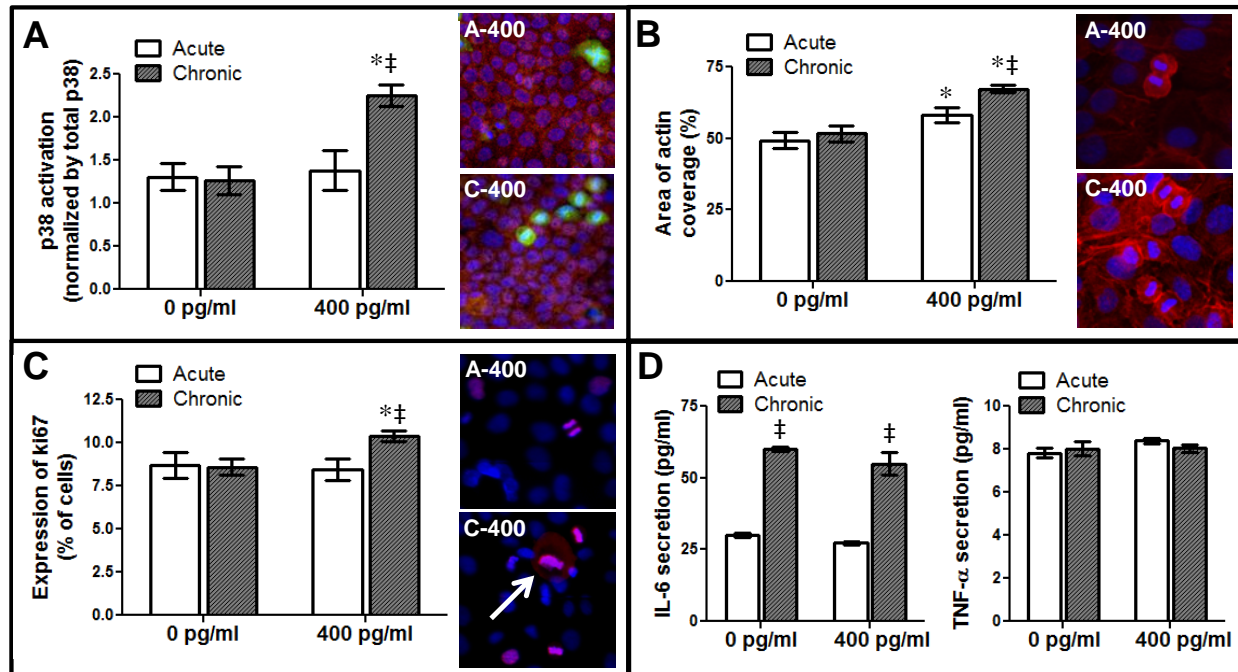 A
Acute
Chronic
p38 activation
(normalized by total p38)
2.5
2.0
1.5
1.0
0.5
0.0
*‡
0 pg/ml
400 pg/ml
A-400
C-400
B
Acute
Chronic
Area of actin
coverage (%)
75
50
25
0
*
*‡
0 pg/ml
400 pg/ml
A-400
C-400
C
Acute
Chronic
Expression of ki67
(% of cells)
12.5
10.0
7.5
5.0
2.5
0.0
*‡
0 pg/ml
400 pg/ml
A-400
C-400
D
Acute
Chronic
IL-6 secretion (pg/ml)
75
50
25
0
‡
‡
0 pg/ml
400 pg/ml
Acute
Chronic
TNF-α secretion (pg/ml)
10
8
6
4
2
0
0 pg/ml
400 pg/ml